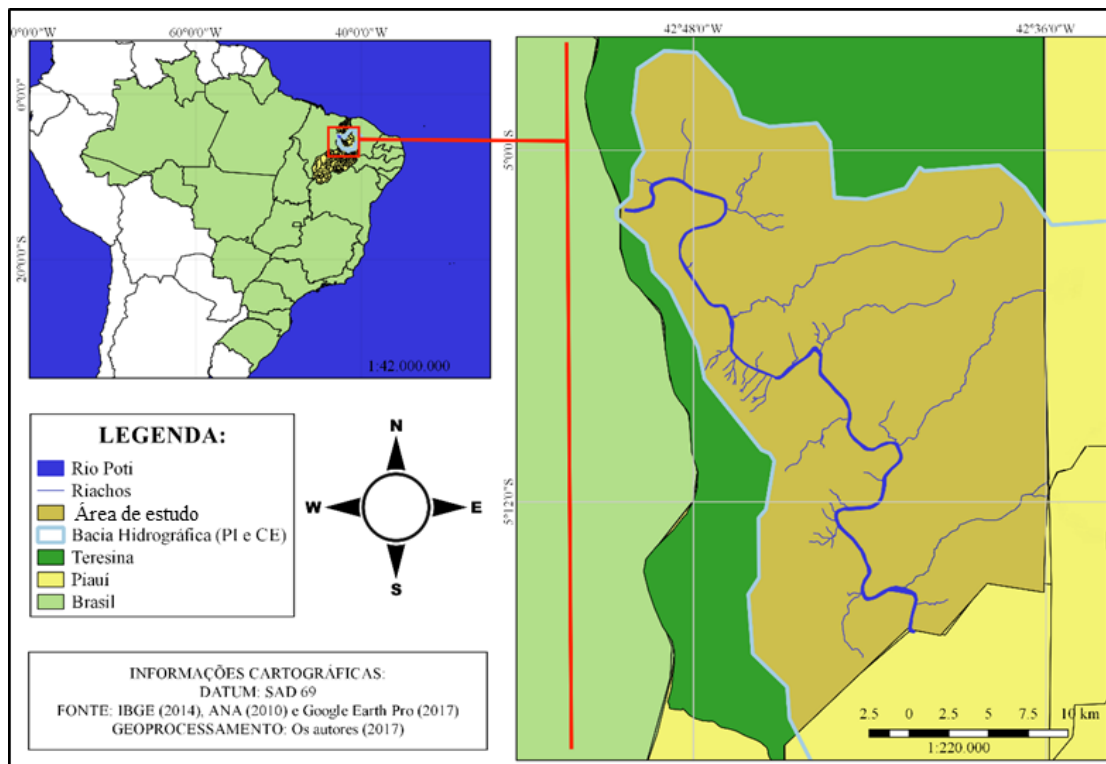 0°0'0"W
60°0'0"W
40°0'0"W
0°0'0"
20°0'0"S
1:42.000.000
42°48'0"W
42°36'0"W
5°0'0"S
5°12'0"S
LEGENDA:
Rio Poti
Riachos
Área de estudo
Bacia Hidrográfica (PI e CE)
Teresina
Piauí
Brasil
N
W
E
S
INFORMAÇÕES CARTOGRÁFICAS:
DATUM: SAD 69
FONTE: IBGE (2014), ANA (2010) e Google Earth Pro (2017)
GEOPROCESSAMENTO: Os autores (2017)
2.5 0 2.5 5 7.5 10 km
1:220.000